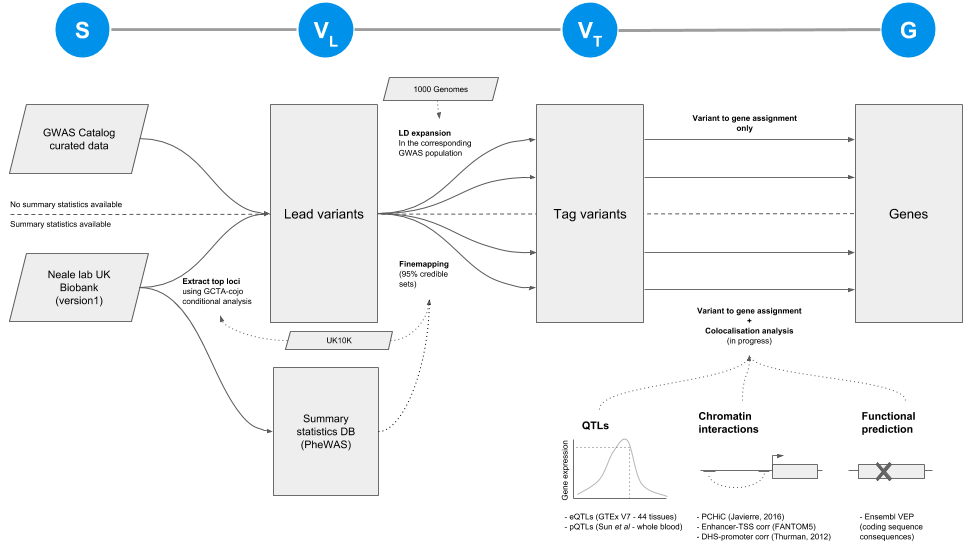 S
VL
VT
G
1000 Genomes
GWAS Catalog
curated data
LD expansion
In the corresponding
GWAS population
Variant to gene assignment
only
No summary statistics available
Summary statistics available
Lead variants
Tag variants
Genes
Neale lab UK
Biobank
(version1)
Extract top loci
using GCTA-cojo
conditional analysis
Finemapping
(95% credible
sets)
UK10K
Variant to gene assignment
+
Colocalisation analysis
(in progress)
Summary
statistics DB
(PheWAS)
QTLs
Gene expression
- eQTLs (GTEx V7 - 44 tissues)
- pQTLs (Sun et al - whole blood)
Chromatin
interactions
- PCHiC (Javierre, 2016)
- Enhancer-TSS corr (FANTOM5)
- DHS-promoter corr (Thurman, 2012)
Functional
prediction
- Ensembl VEP
(coding sequence
consequences)